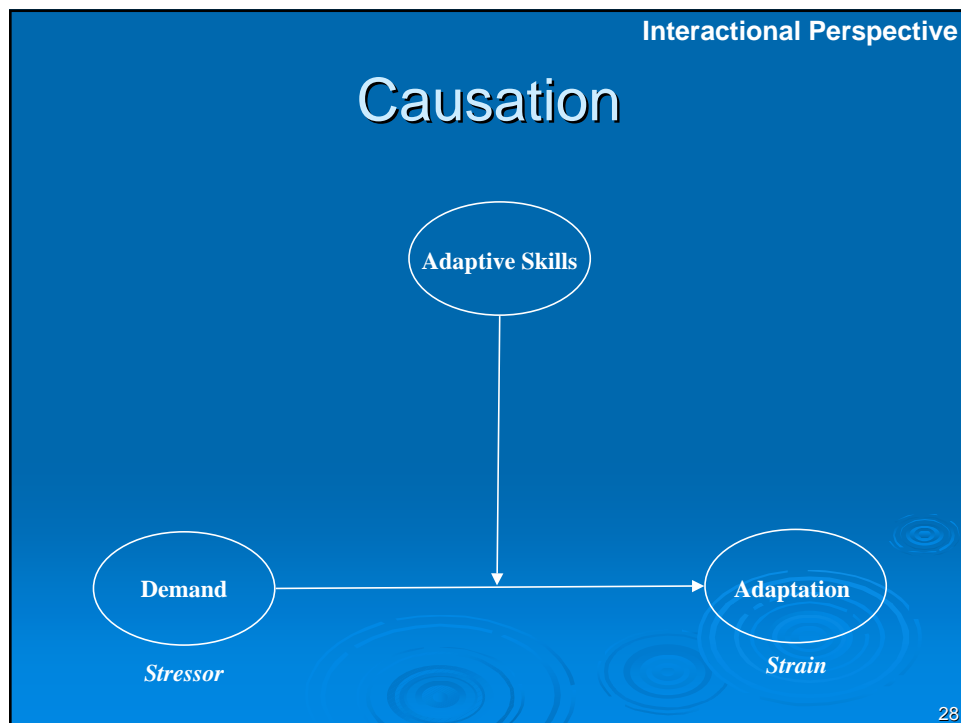 Interactional Perspective
Causation
Adaptive Skills
Demand
Adaptation
Stressor
Strain
28